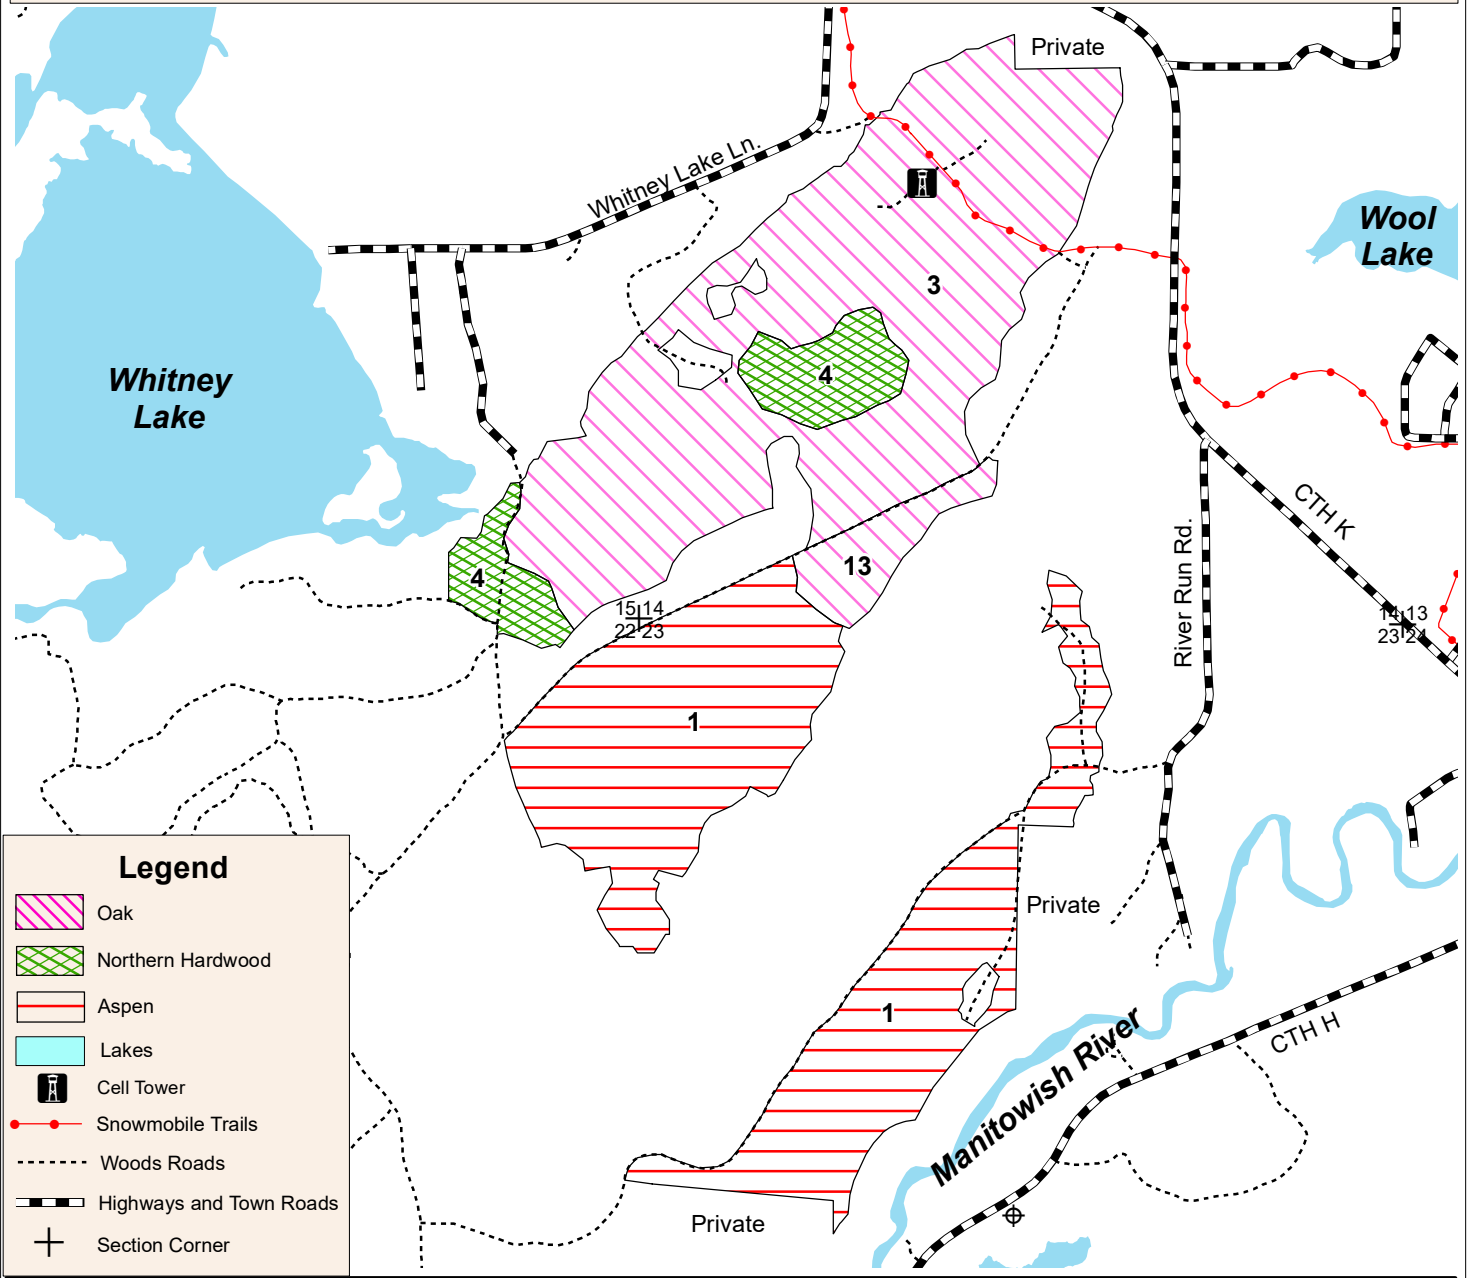 Private
Whitney Lake Ln.
Wool
Lake
3
4
Whitney
Lake
CTH K
River Run Rd.
13
4
15 14
22 23
14 13
23 24
1
Private
1
Manitowish River
CTH H
Private
Legend
Oak
Northern Hardwood
Aspen
Lakes
Cell Tower
Snowmobile Trails
Woods Roads
Highways and Town Roads
Section Corner